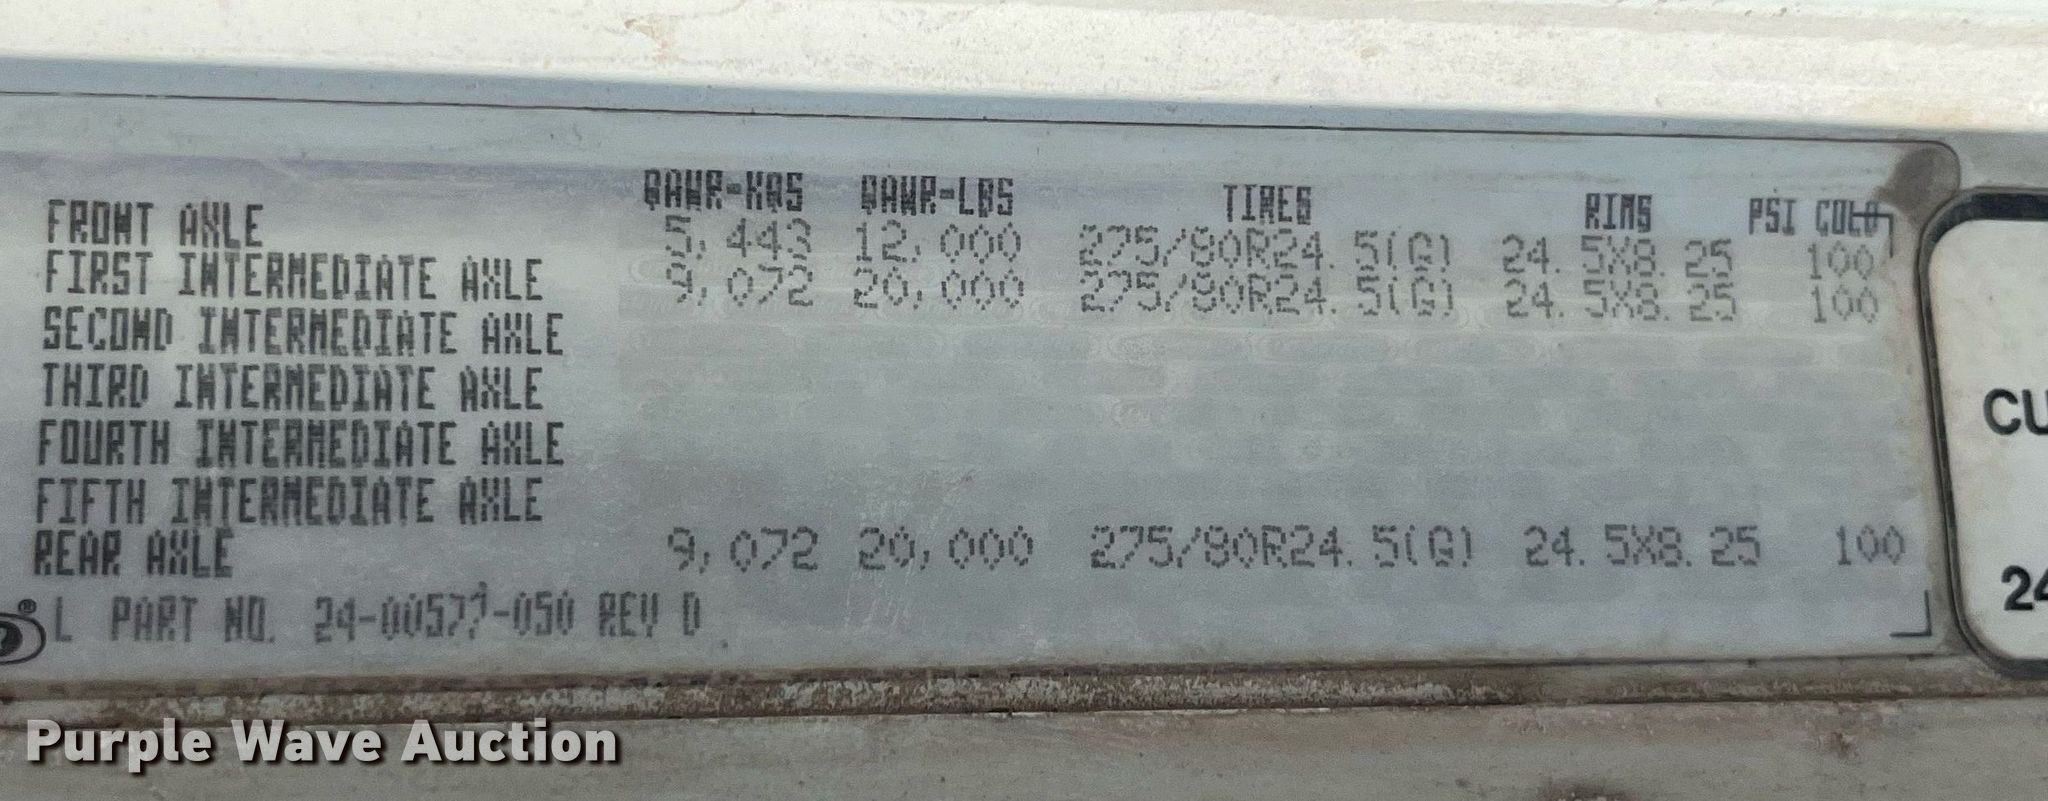 GAWR-KGS GAWR-LBS TIRES RIMS PSI COLD
FRONT AXLE 5,443 12,000 275/80R24.5(G) 24.5X8.25 100
FIRST INTERMEDIATE AXLE 9,072 20,000 275/80R24.5(G) 24.5X8.25 100
SECOND INTERMEDIATE AXLE
THIRD INTERMEDIATE AXLE
FOURTH INTERMEDIATE AXLE
FIFTH INTERMEDIATE AXLE
REAR AXLE 9,072 20,000 275/80R24.5(G) 24.5X8.25 100
® L PART NO. 24-00577-050 REV D
CU
24
Purple Wave Auction